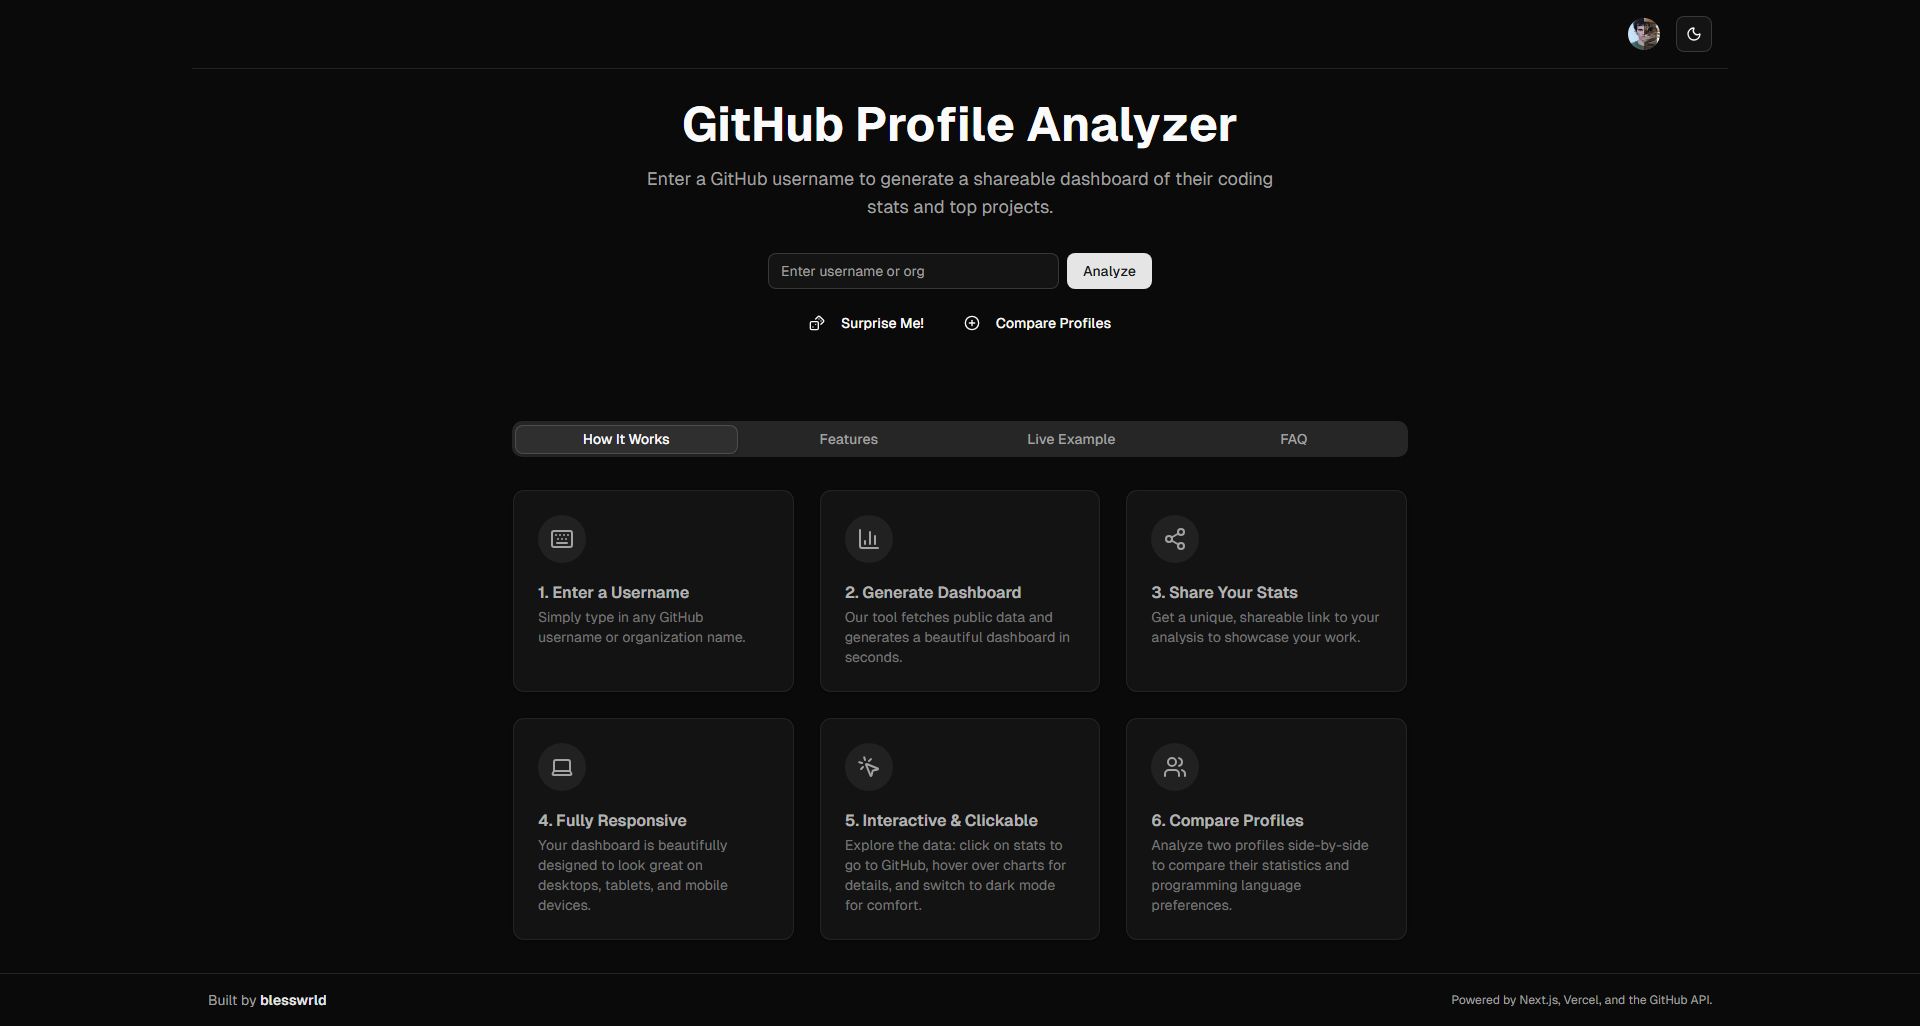 GitHub Profile Analyzer
Enter a GitHub username to generate a shareable dashboard of their coding
stats and top projects.
Enter username or org
Analyze
Surprise Me!
Compare Profiles
How It Works
Features
Live Example
FAQ
1. Enter a Username
Simply type in any GitHub
username or organization name.
2. Generate Dashboard
Our tool fetches public data and
generates a beautiful dashboard in
seconds.
3. Share Your Stats
Get a unique, shareable link to your
analysis to showcase your work.
4. Fully Responsive
Your dashboard is beautifully
designed to look great on
desktops, tablets, and mobile
devices.
5. Interactive & Clickable
Explore the data: click on stats to
go to GitHub, hover over charts for
details, and switch to dark mode
for comfort.
6. Compare Profiles
Analyze two profiles side-by-side
to compare their statistics and
programming language
preferences.
Built by blesswrld
Powered by Next.js, Vercel, and the GitHub API.